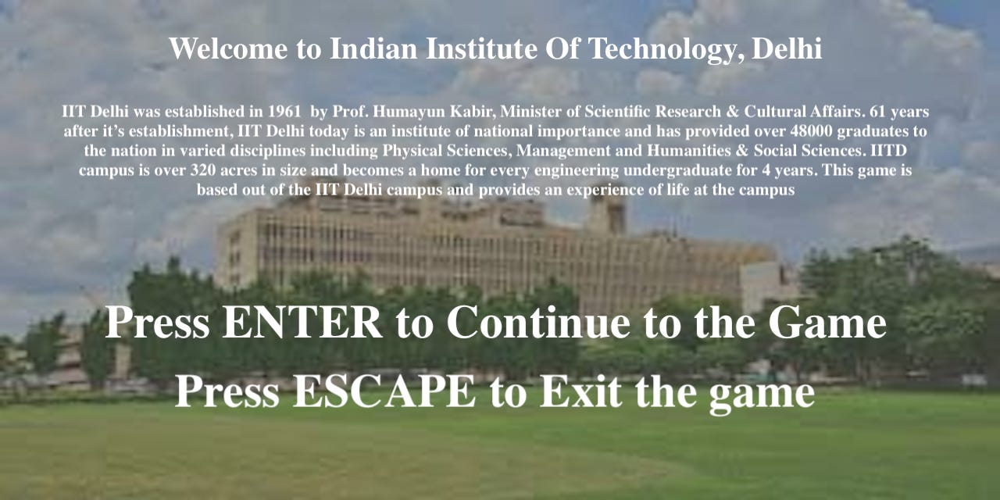 Welcome to Indian Institute Of Technology, Delhi
IIT Delhi was established in 1961  by Prof. Humayun Kabir, Minister of Scientific Research & Cultural Affairs. 61 years
after it’s establishment, IIT Delhi today is an institute of national importance and has provided over 48000 graduates to
the nation in varied disciplines including Physical Sciences, Management and Humanities & Social Sciences. IITD
campus is over 320 acres in size and becomes a home for every engineering undergraduate for 4 years. This game is
based out of the IIT Delhi campus and provides an experience of life at the campus
Press ENTER to Continue to the Game
Press ESCAPE to Exit the game